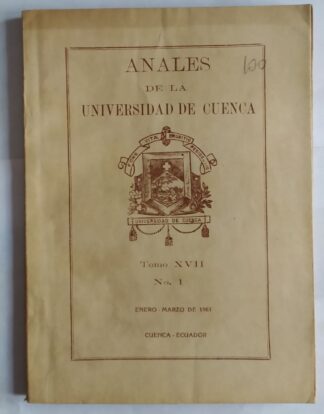 ANALES
DE LA
UNIVERSIDAD DE CUENCA
VITA
UNIVERSIDAD DE CUENCA
Tomo XVII
No. 1
ENERO-MARZO DE 1961
CUENCA - ECUADOR